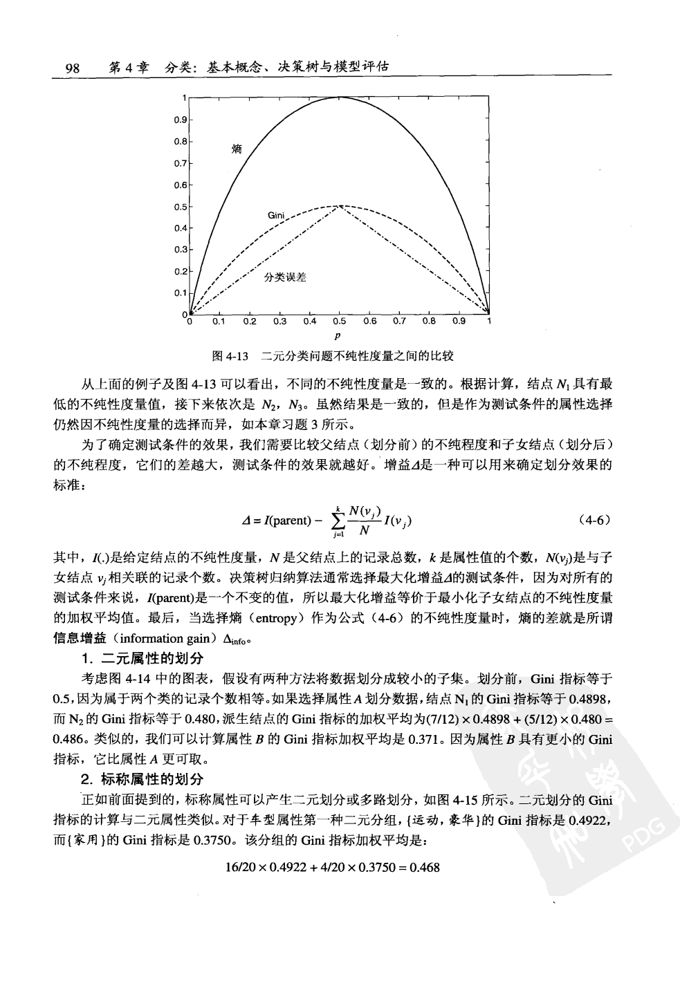 98 第 4 章 分类：基本概念、决策树与模型评估
1
0.9
0.8
熵
0.7
0.6
0.5
Gini
0.4
0.3
0.2
分类误差
0.1
0
0 0.1 0.2 0.3 0.4 0.5 0.6 0.7 0.8 0.9 1
p
图 4-13 二元分类问题不纯性度量之间的比较
从上面的例子及图 4-13 可以看出，不同的不纯性度量是一致的。根据计算，结点 N₁ 具有最
低的不纯性度量值，接下来依次是 N₂，N₃。虽然结果是一致的，但是作为测试条件的属性选择
仍然因不纯性度量的选择而异，如本章习题 3 所示。
为了确定测试条件的效果，我们需要比较父结点（划分前）的不纯程度和子女结点（划分后）
的不纯程度，它们的差越大，测试条件的效果就越好。增益Δ是一种可以用来确定划分效果的
标准：
Δ = I(parent) − ∑_{j=1}^{k} N(v_j)/N I(v_j) （4-6）
其中，I(.)是给定结点的不纯性度量，N 是父结点上的记录总数，k 是属性值的个数，N(v_j)是与子
女结点 v_j 相关联的记录个数。决策树归纳算法通常选择最大化增益Δ的测试条件，因为对所有的
测试条件来说，I(parent)是一个不变的值，所以最大化增益等价于最小化子女结点的不纯性度量
的加权平均值。最后，当选择熵（entropy）作为公式（4-6）的不纯性度量时，熵的差就是所谓
信息增益（information gain）Δ_info。
1. 二元属性的划分
考虑图 4-14 中的图表，假设有两种方法将数据划分成较小的子集。划分前，Gini 指标等于
0.5，因为属于两个类的记录个数相等。如果选择属性 A 划分数据，结点 N₁ 的 Gini 指标等于 0.4898，
而 N₂ 的 Gini 指标等于 0.480，派生结点的 Gini 指标的加权平均为(7/12) × 0.4898 + (5/12) × 0.480 =
0.486。类似的，我们可以计算属性 B 的 Gini 指标加权平均是 0.371。因为属性 B 具有更小的 Gini
指标，它比属性 A 更可取。
2. 标称属性的划分
正如前面提到的，标称属性可以产生二元划分或多路划分，如图 4-15 所示。二元划分的 Gini
指标的计算与二元属性类似。对于车型属性第一种二元分组，{运动，豪华}的 Gini 指标是 0.4922，
而{家用}的 Gini 指标是 0.3750。该分组的 Gini 指标加权平均是：
16/20 × 0.4922 + 4/20 × 0.3750 = 0.468
PDG